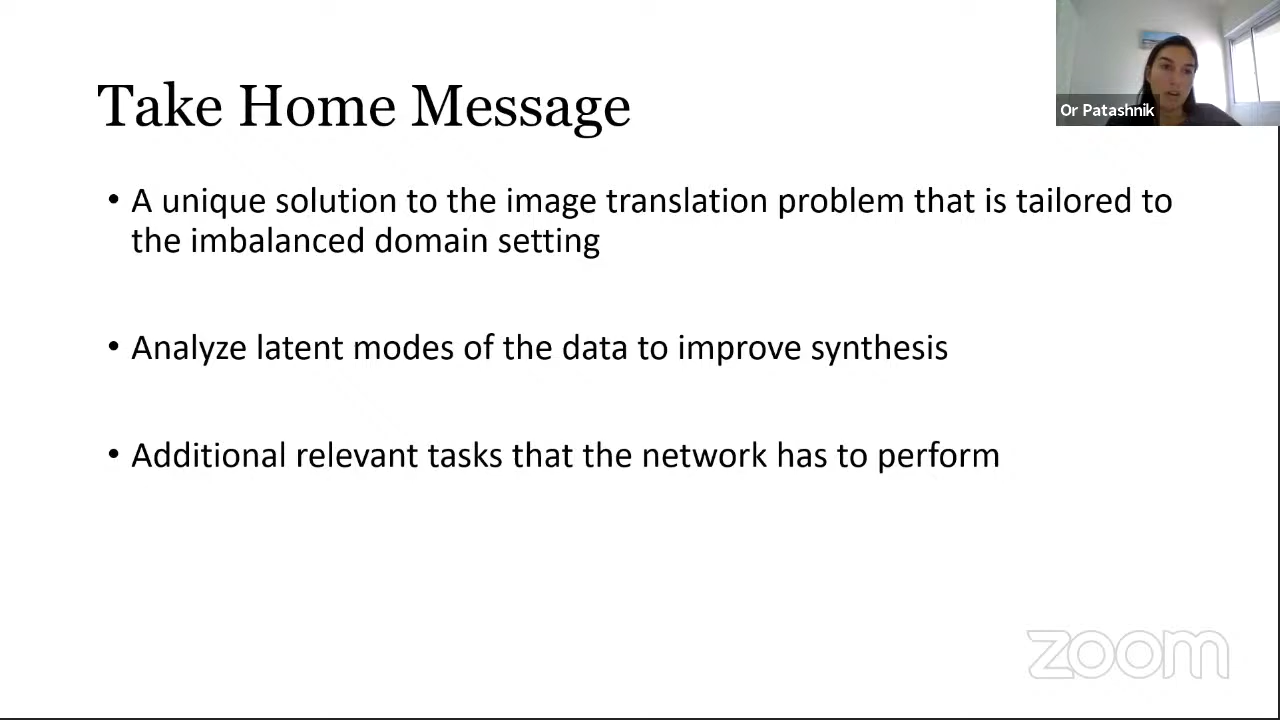 Take Home Message
Or Patashnik
• A unique solution to the image translation problem that is tailored to
the imbalanced domain setting
• Analyze latent modes of the data to improve synthesis
• Additional relevant tasks that the network has to perform
zoom